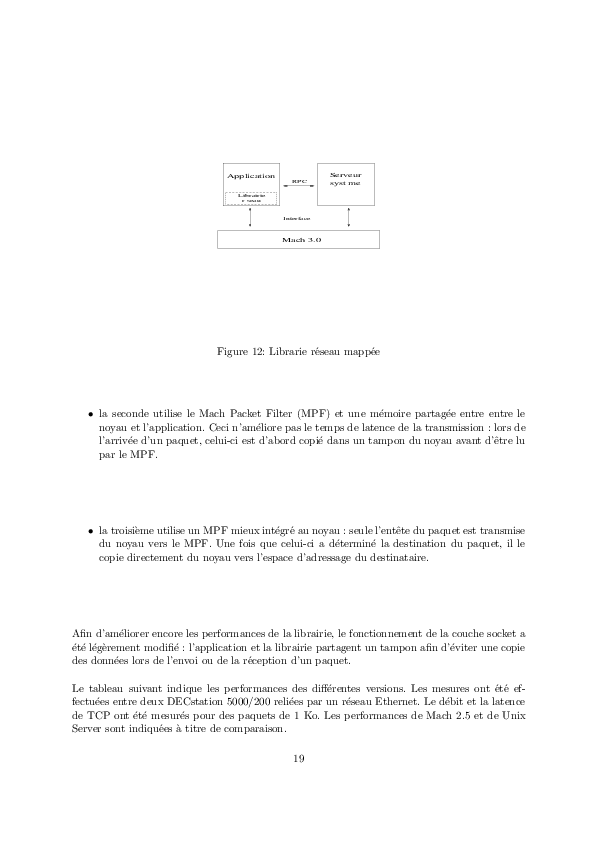 Application
RPC
Serveur
syst me
Librairie
r seau
Interface
Mach 3.0
Figure 12: Librarie réseau mappée
• la seconde utilise le Mach Packet Filter (MPF) et une mémoire partagée entre entre le
noyau et l'application. Ceci n'améliore pas le temps de latence de la transmission : lors de
l'arrivée d'un paquet, celui-ci est d'abord copié dans un tampon du noyau avant d'être lu
par le MPF.
• la troisième utilise un MPF mieux intégré au noyau : seule l'entête du paquet est transmise
du noyau vers le MPF. Une fois que celui-ci a déterminé la destination du paquet, il le
copie directement du noyau vers l'espace d'adressage du destinataire.
Afin d'améliorer encore les performances de la librairie, le fonctionnement de la couche socket a
été légèrement modifié : l'application et la librairie partagent un tampon afin d'éviter une copie
des données lors de l'envoi ou de la réception d'un paquet.
Le tableau suivant indique les performances des différentes versions. Les mesures ont été ef-
fectuées entre deux DECstation 5000/200 reliées par un réseau Ethernet. Le débit et la latence
de TCP ont été mesurés pour des paquets de 1 Ko. Les performances de Mach 2.5 et de Unix
Server sont indiquées à titre de comparaison.
19